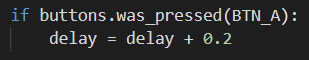 if buttons.was_pressed(BTN_A):
    delay = delay + 0.2